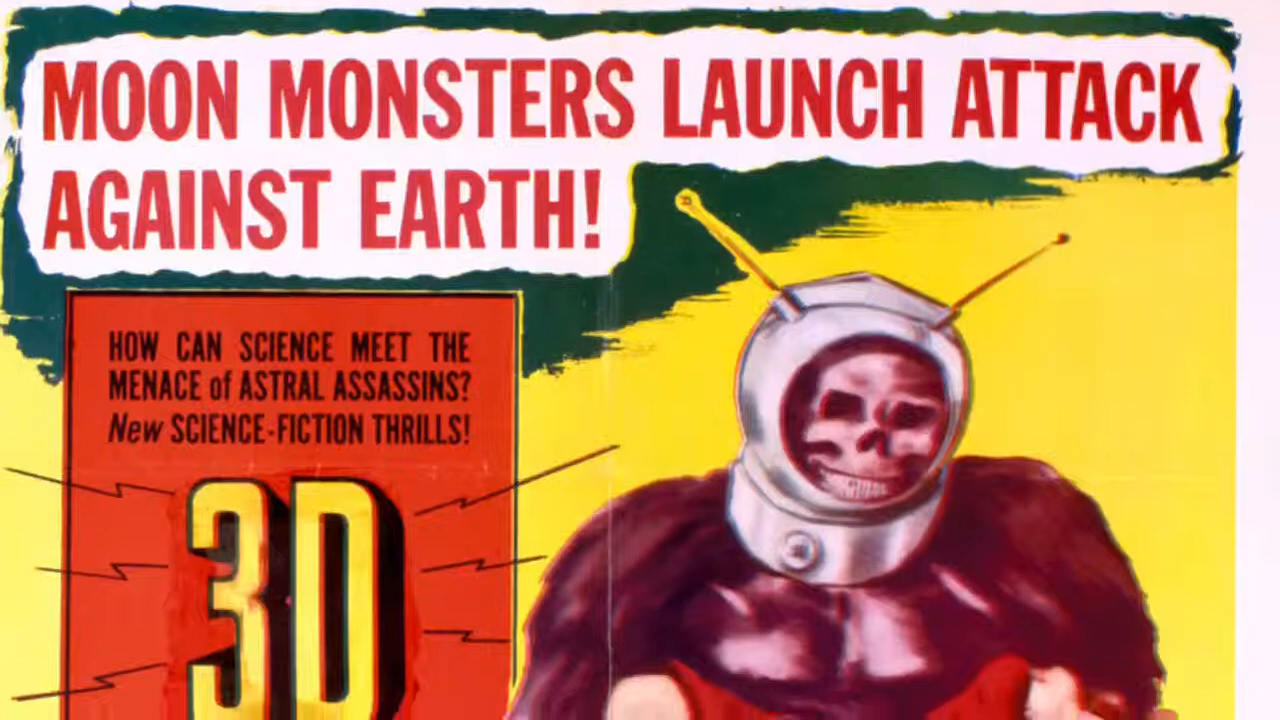 MOON MONSTERS LAUNCH ATTACK
AGAINST EARTH!
HOW CAN SCIENCE MEET THE
MENACE of ASTRAL ASSASSINS?
New SCIENCE-FICTION THRILLS!
3D